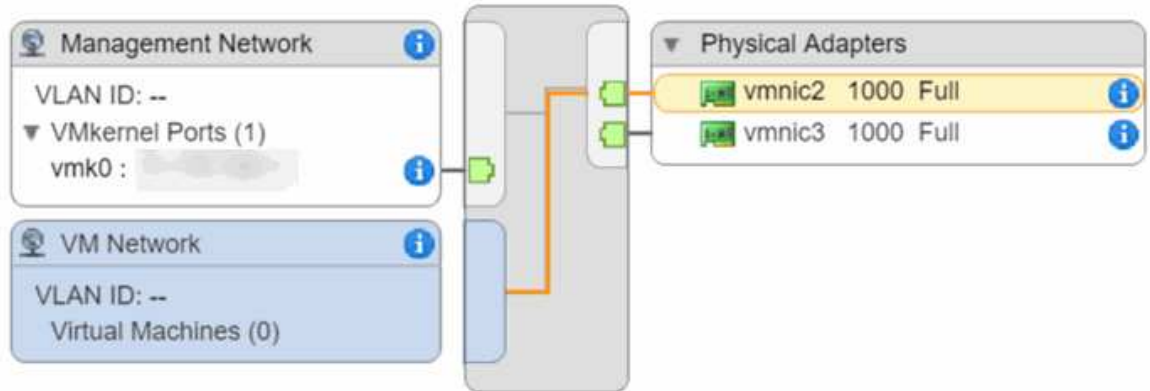 Management Network
VLAN ID: --
VMkernel Ports (1)
vmk0 :
VM Network
VLAN ID: --
Virtual Machines (0)
Physical Adapters
vmnic2 1000 Full
vmnic3 1000 Full